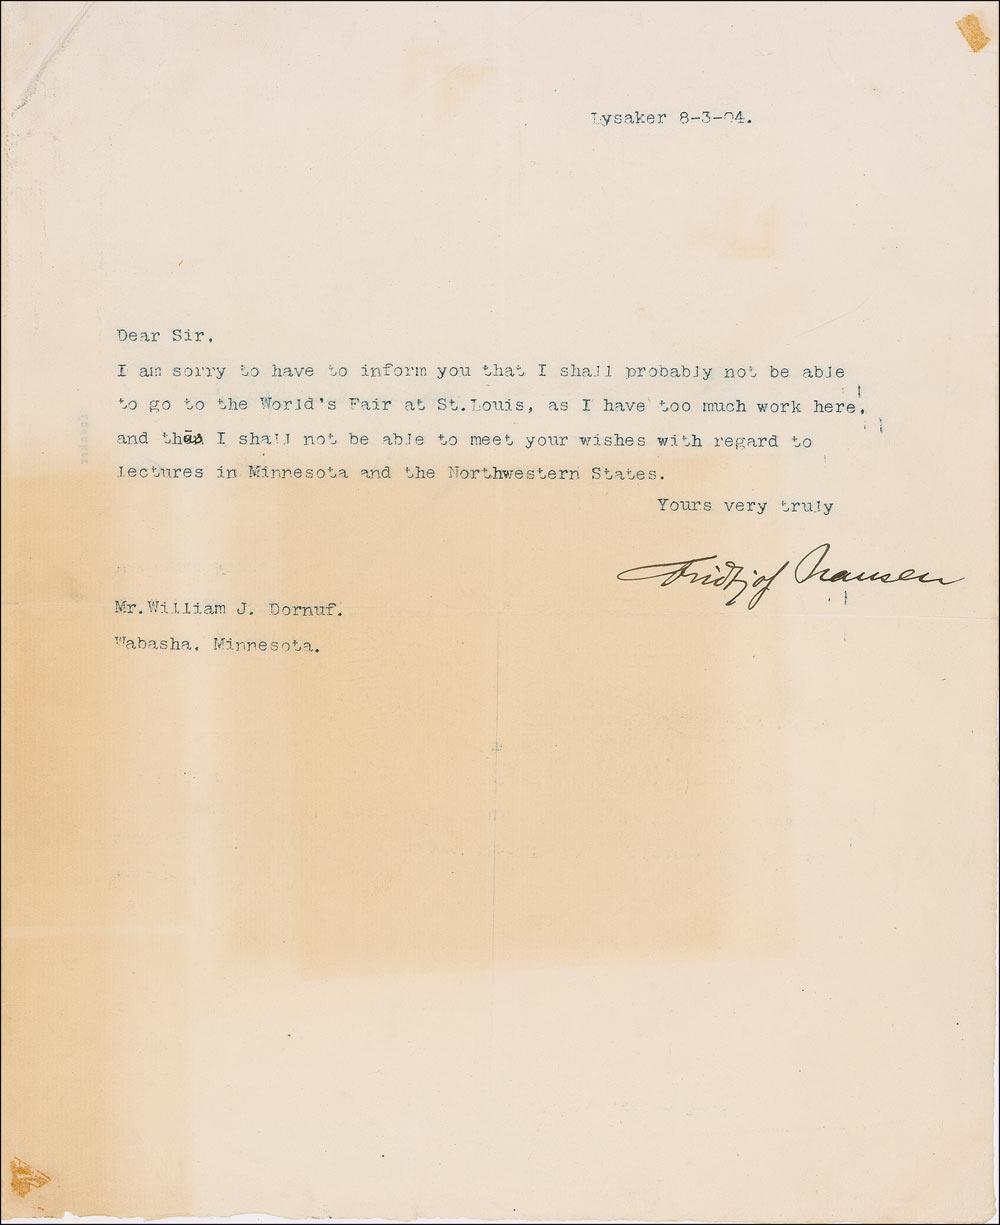 Lysaker 8-3-04.
Dear Sir.
I am sorry to have to inform you that I shall probably not be able
to go to the World's Fair at St.Louis, as I have too much work here,
and I shall not be able to meet your wishes with regard to
lectures in Minnesota and the Northwestern States.
Yours very truly
Fridtjof Nansen
Mr.William J. Dornuf.
Wabasha. Minnesota.